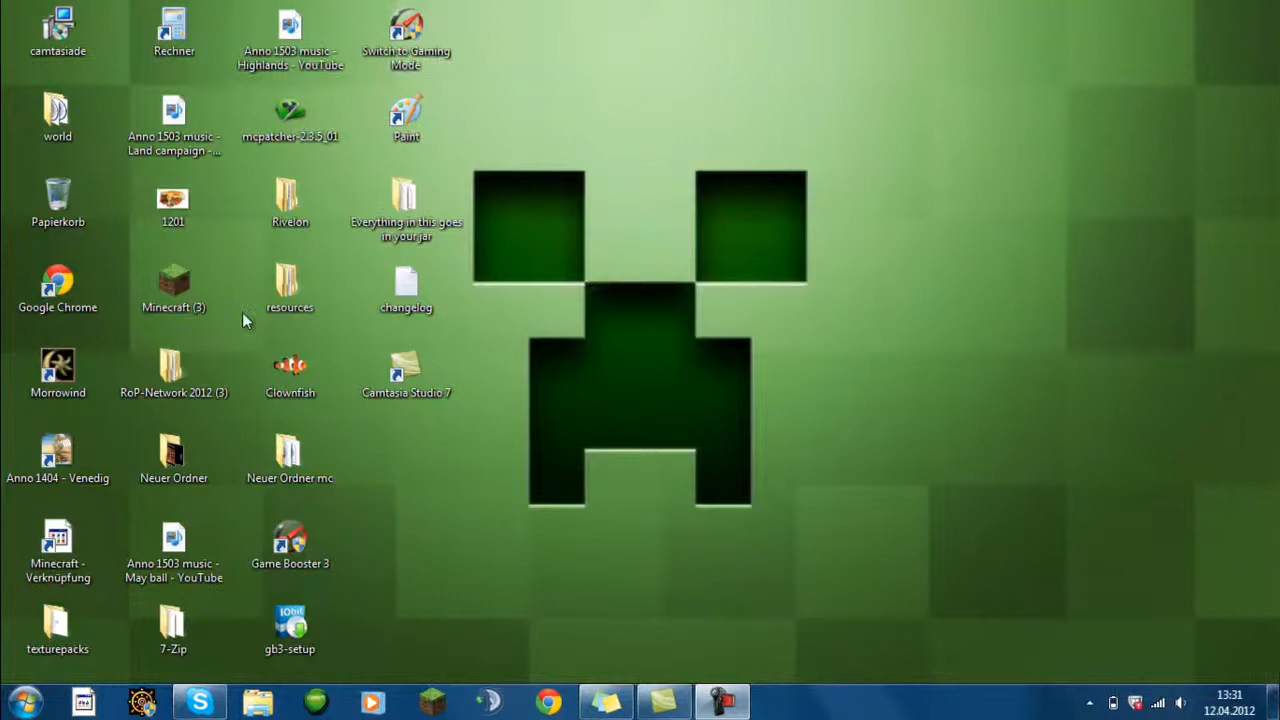 camtasiade
Rechner
Anno 1503 music -
Highlands - YouTube
Switch to Gaming
Mode
world
Anno 1503 music -
Land campaign -...
mcpatcher-2.3.5_01
Paint
Papierkorb
1201
Rivelon
Everything in this goes
in your jar
Google Chrome
Minecraft (3)
resources
changelog
Morrowind
RoP-Network 2012 (3)
Clownfish
Camtasia Studio 7
Anno 1404 - Venedig
Neuer Ordner
Neuer Ordner mc
Minecraft -
Verknüpfung
Anno 1503 music -
May ball - YouTube
Game Booster 3
texturepacks
7-Zip
IObit
gb3-setup
13:31
12.04.2012